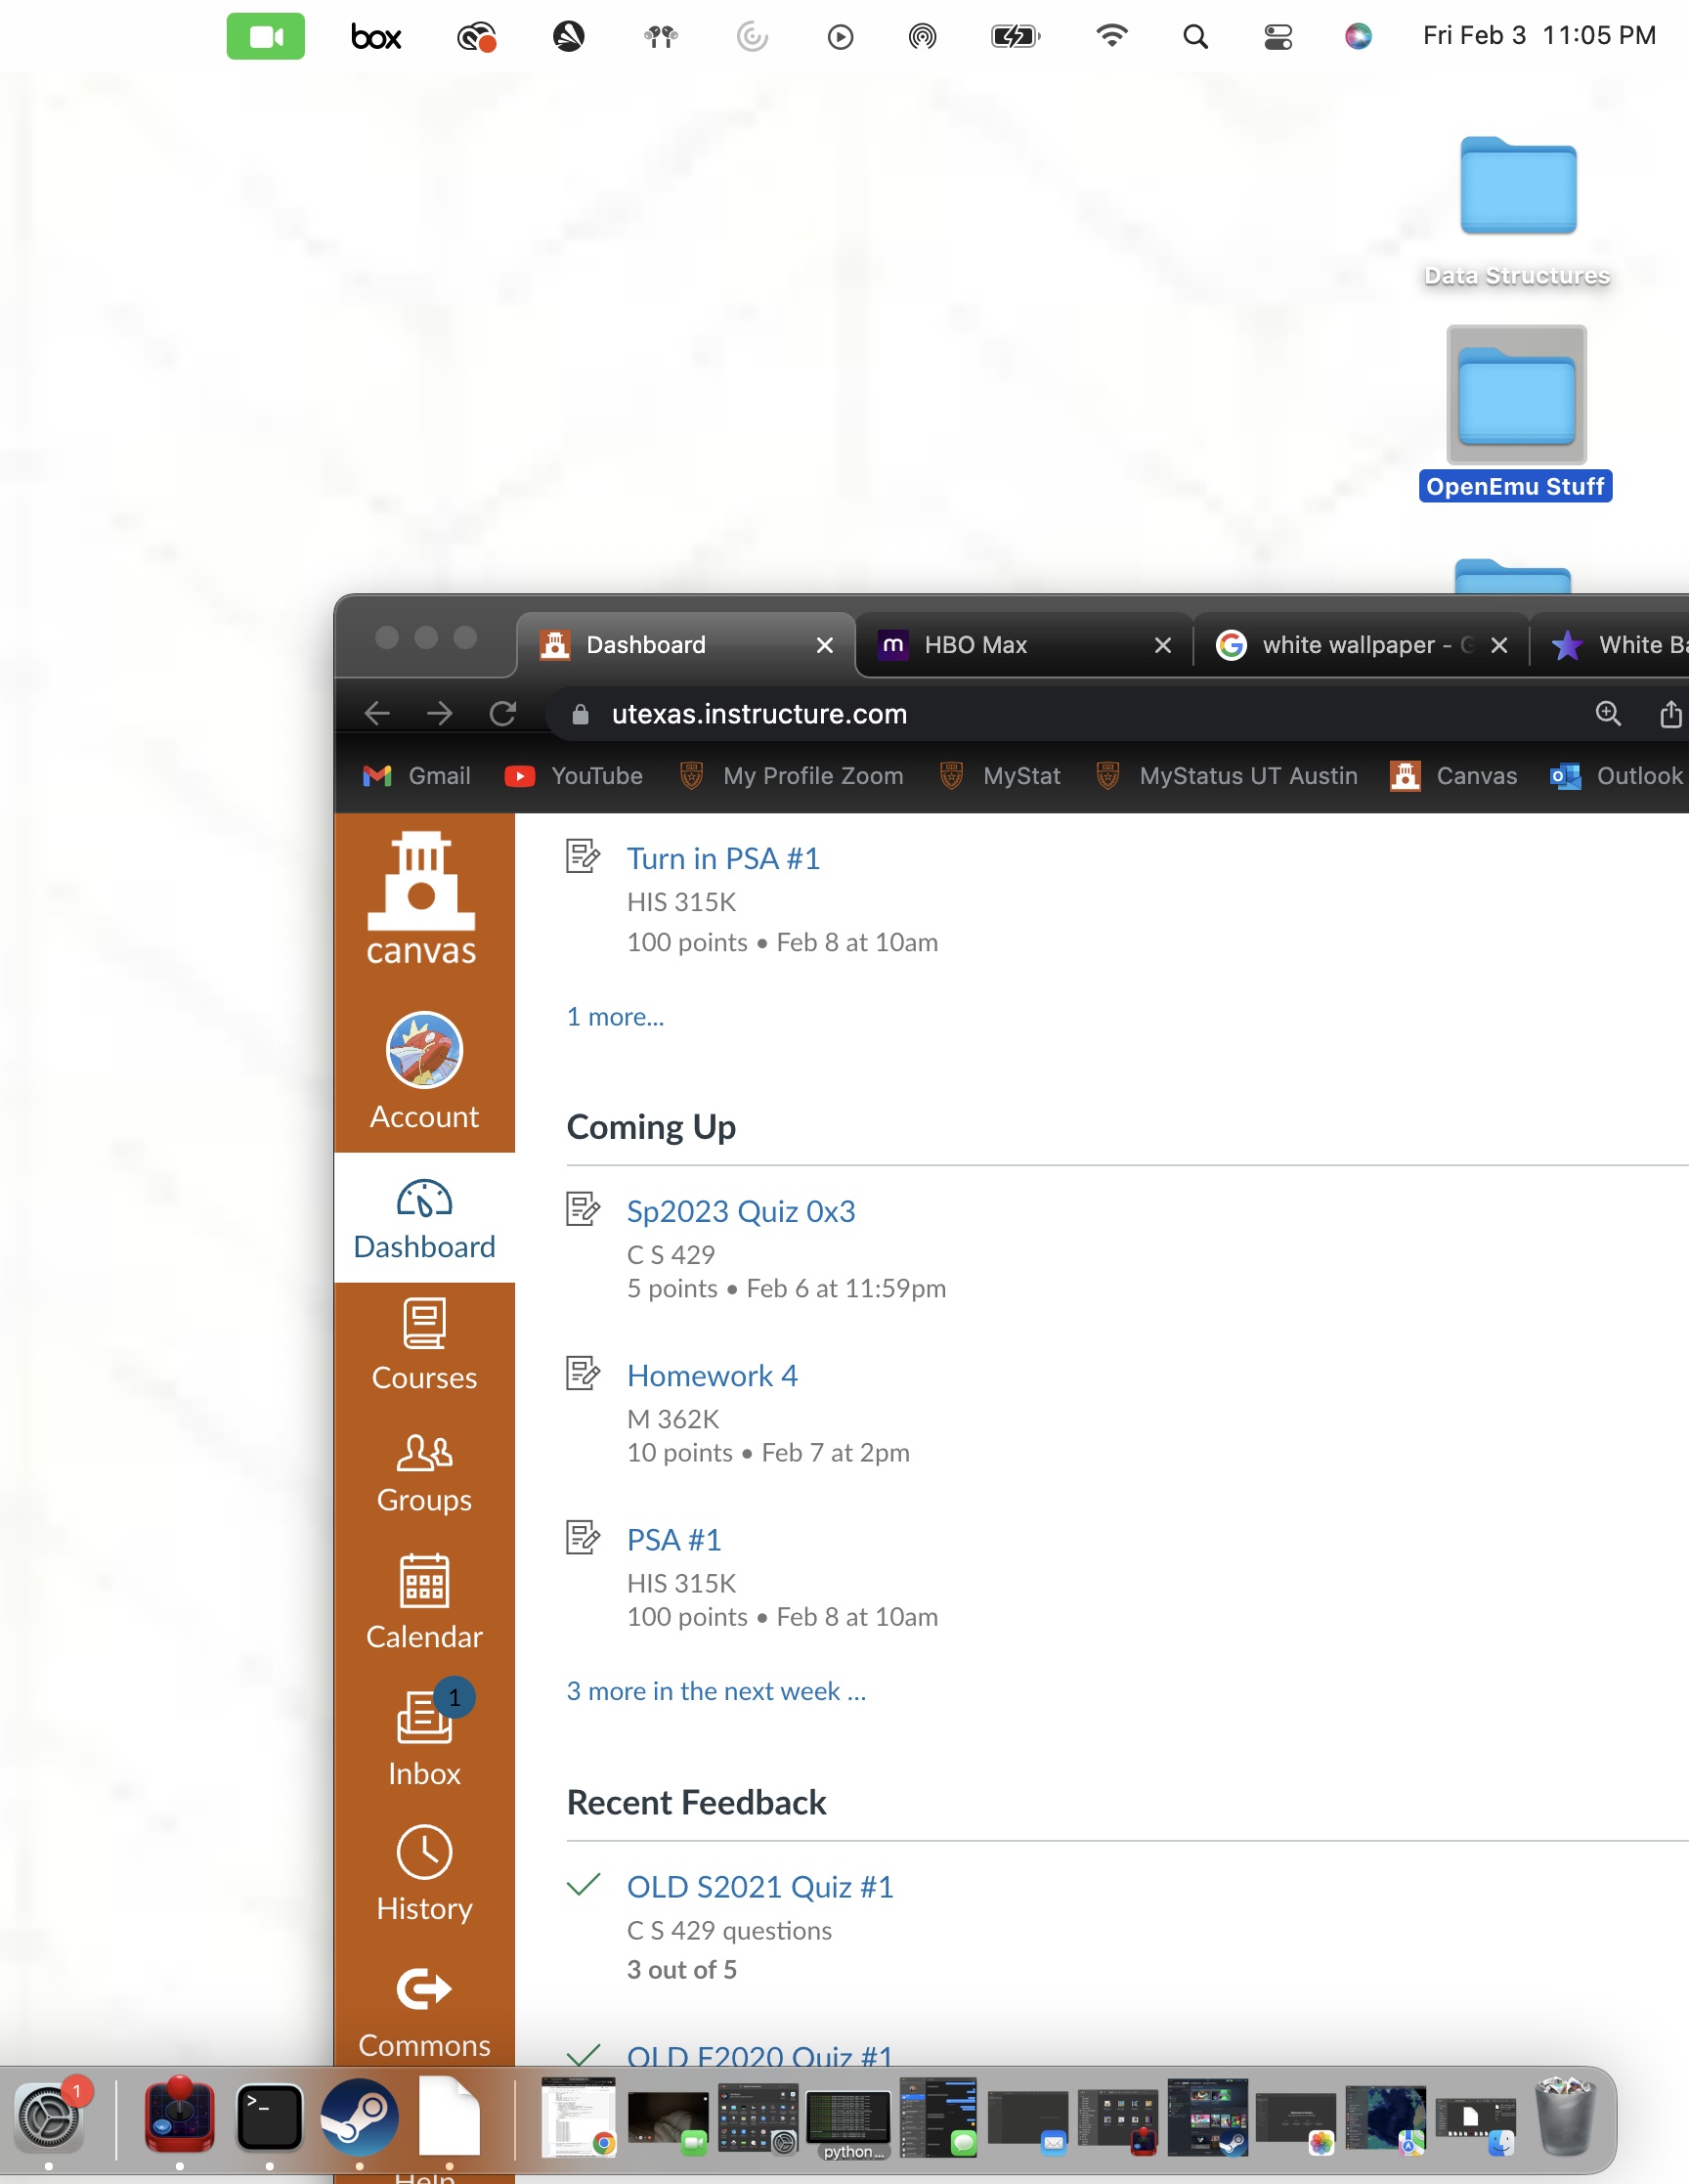 box
Fri Feb 3 11:05 PM
Data Structures
OpenEmu Stuff
Dashboard
HBO Max
white wallpaper - G
White Ba
utexas.instructure.com
Gmail
YouTube
My Profile Zoom
MyStat
MyStatus UT Austin
Canvas
Outlook
canvas
Account
Dashboard
Courses
Groups
Calendar
1
Inbox
History
Commons
Help
Turn in PSA #1
HIS 315K
100 points • Feb 8 at 10am
1 more...
Coming Up
Sp2023 Quiz 0x3
C S 429
5 points • Feb 6 at 11:59pm
Homework 4
M 362K
10 points • Feb 7 at 2pm
PSA #1
HIS 315K
100 points • Feb 8 at 10am
3 more in the next week ...
Recent Feedback
OLD S2021 Quiz #1
C S 429 questions
3 out of 5
OLD F2020 Quiz #1
1
>_
python...